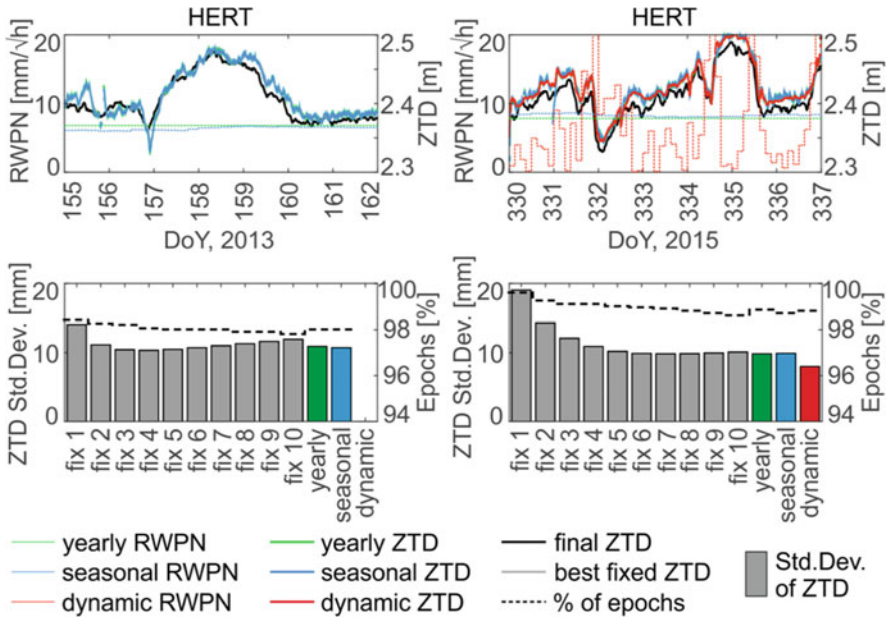 HERT
RWPN [mm/√h]
20
10
0
2.5
2.4
2.3
ZTD [m]
155 156 157 158 159 160 161 162
DoY, 2013
HERT
RWPN [mm/√h]
20
10
0
2.5
2.4
2.3
ZTD [m]
330 331 332 333 334 335 336 337
DoY, 2015
ZTD Std.Dev. [mm]
20
10
0
100
98
96
94
Epochs [%]
fix 1 fix 2 fix 3 fix 4 fix 5 fix 6 fix 7 fix 8 fix 9 fix 10 yearly seasonal dynamic
ZTD Std.Dev. [mm]
20
10
0
100
98
96
94
Epochs [%]
fix 1 fix 2 fix 3 fix 4 fix 5 fix 6 fix 7 fix 8 fix 9 fix 10 yearly seasonal dynamic
yearly RWPN
seasonal RWPN
dynamic RWPN
yearly ZTD
seasonal ZTD
dynamic ZTD
final ZTD
best fixed ZTD
% of epochs
Std.Dev.
of ZTD